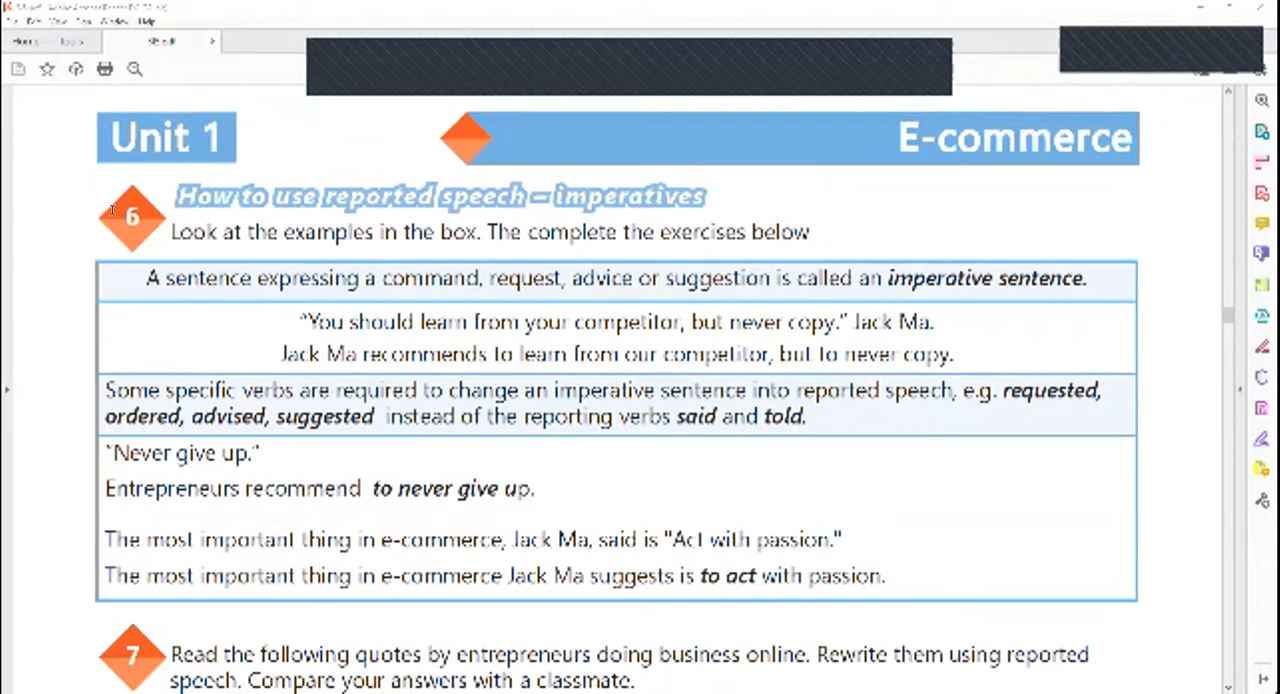 Home
Tools
Unit 1
E-commerce
6
How to use reported speech – imperatives
Look at the examples in the box. The complete the exercises below
A sentence expressing a command, request, advice or suggestion is called an imperative sentence.
"You should learn from your competitor, but never copy." Jack Ma.
Jack Ma recommends to learn from our competitor, but to never copy.
Some specific verbs are required to change an imperative sentence into reported speech, e.g. requested,
ordered, advised, suggested instead of the reporting verbs said and told.
"Never give up."
Entrepreneurs recommend to never give up.
The most important thing in e-commerce, Jack Ma, said is "Act with passion."
The most important thing in e-commerce Jack Ma suggests is to act with passion.
7
Read the following quotes by entrepreneurs doing business online. Rewrite them using reported
speech. Compare your answers with a classmate.